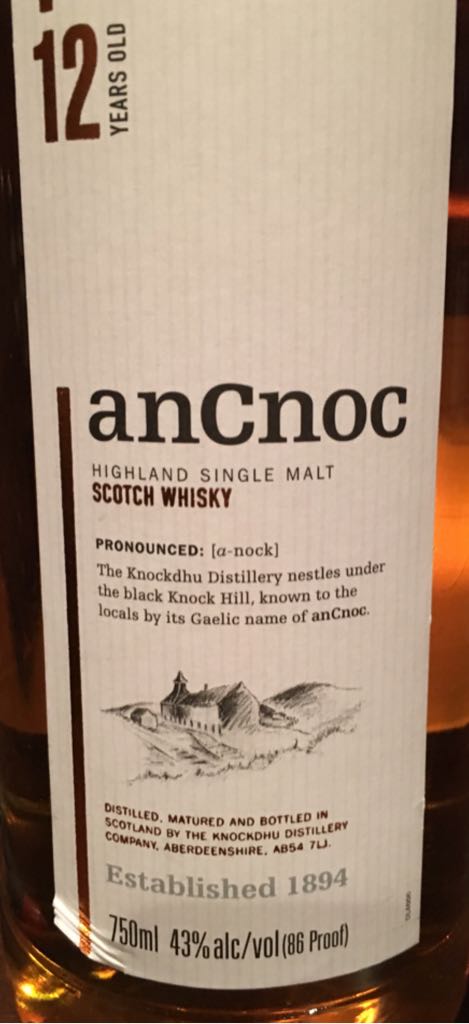 12
YEARS OLD
anCnoc
HIGHLAND SINGLE MALT
SCOTCH WHISKY
PRONOUNCED: [a-nock]
The Knockdhu Distillery nestles under
the black Knock Hill, known to the
locals by its Gaelic name of anCnoc.
DISTILLED, MATURED AND BOTTLED IN
SCOTLAND BY THE KNOCKDHU DISTILLERY
COMPANY, ABERDEENSHIRE, AB54 7LJ.
Established 1894
750ml 43% alc/vol (86 Proof)